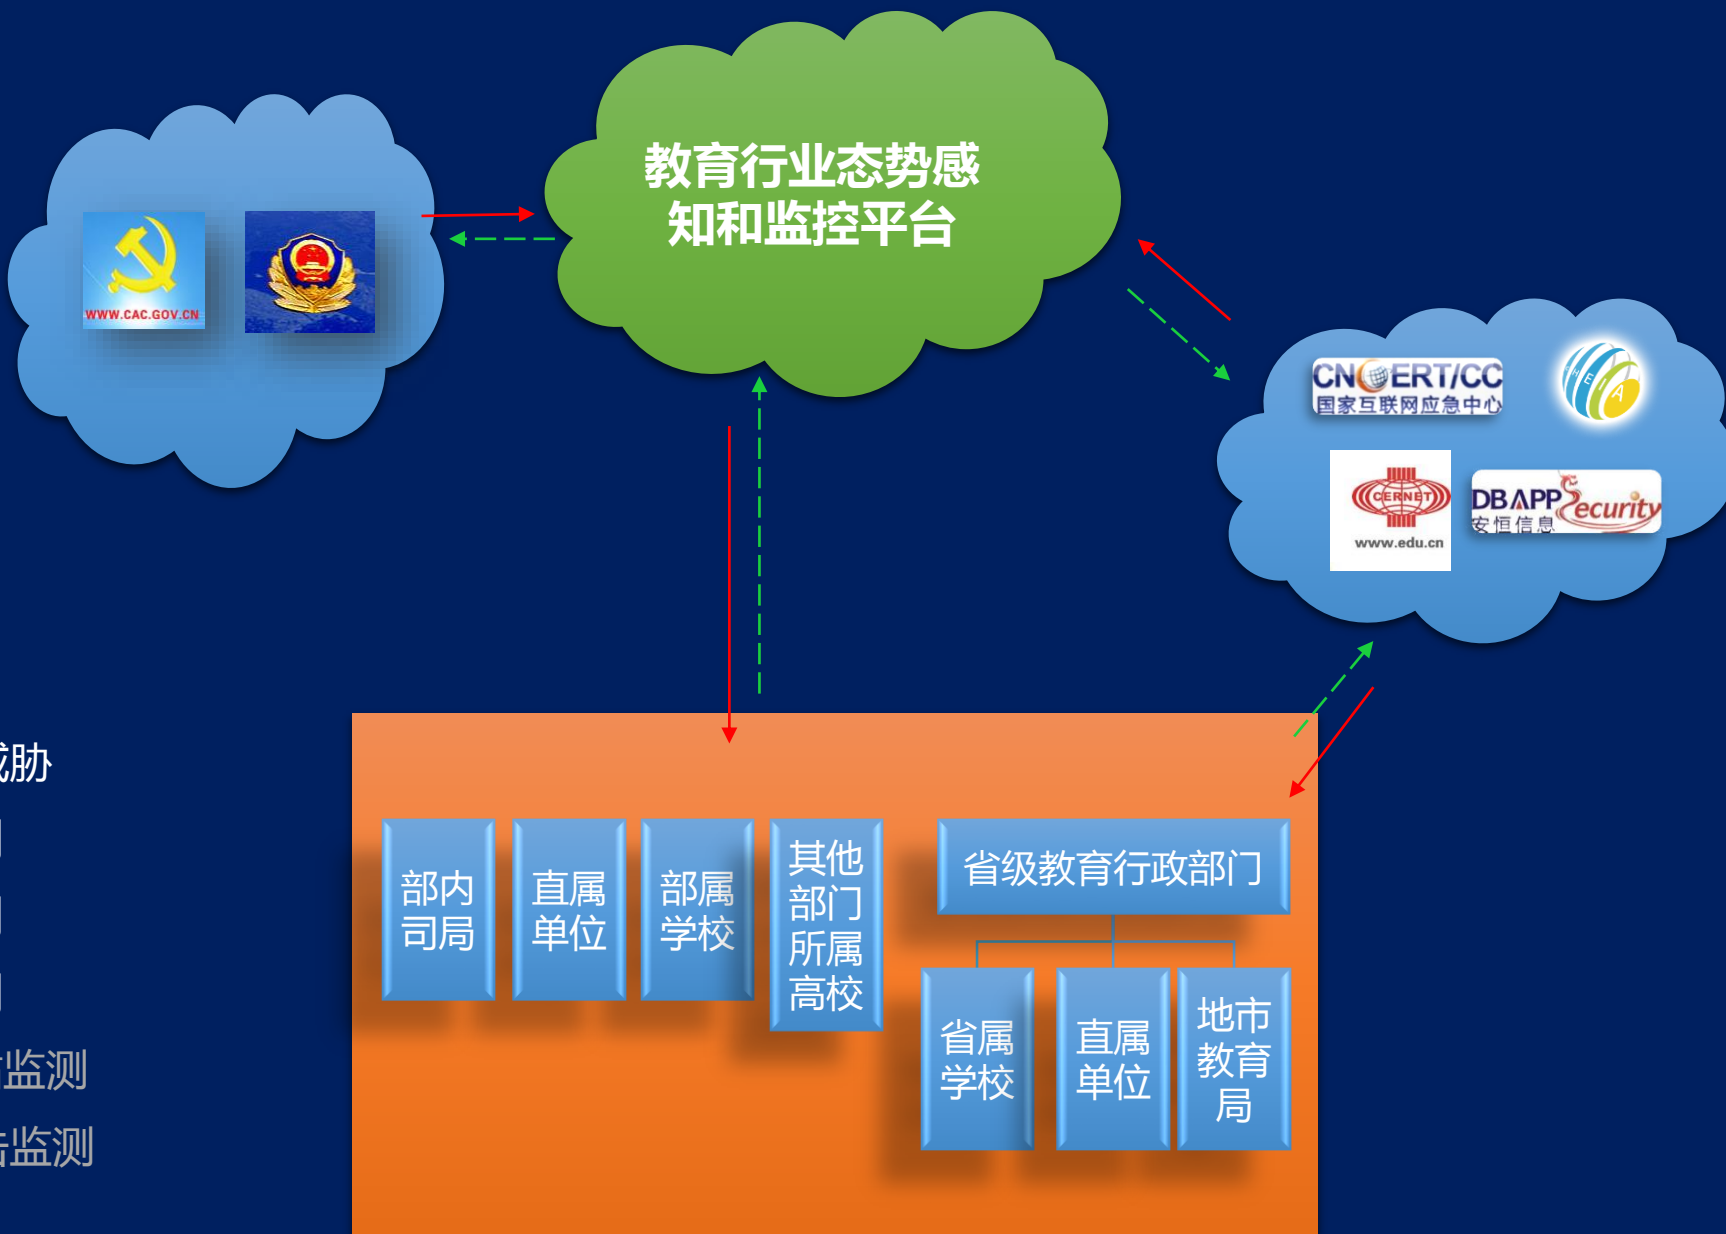 教育行业态势感
知和监控平台
WWW.CAC.GOV.CN
CNCERT/CC
国家互联网应急中心
HEIA
CERNET
www.edu.cn
DBAPPSecurity
安恒信息
胁
监测
监测
部内
司局
直属
单位
部属
学校
其他
部门
所属
高校
省级教育行政部门
省属
学校
直属
单位
地市
教育
局